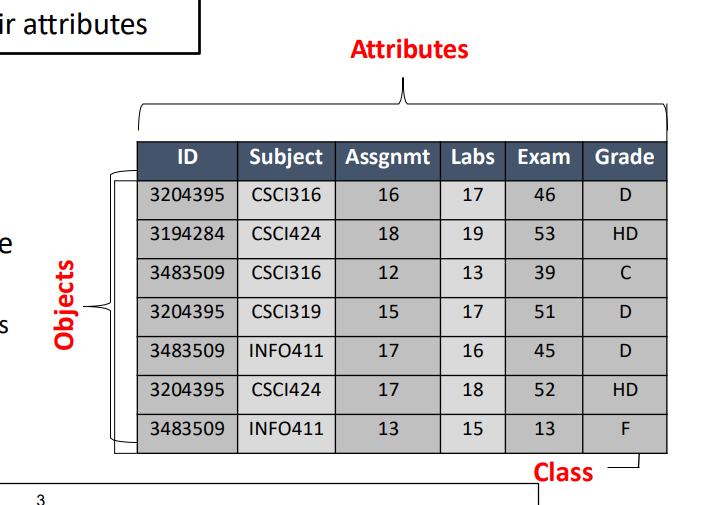 ir attributes
Attributes
ID Subject Assgnmt Labs Exam Grade
3204395 CSCI316 16 17 46 D
3194284 CSCI424 18 19 53 HD
3483509 CSCI316 12 13 39 C
3204395 CSCI319 15 17 51 D
3483509 INFO411 17 16 45 D
3204395 CSCI424 17 18 52 HD
3483509 INFO411 13 15 13 F
e
s
Objects
Class
3